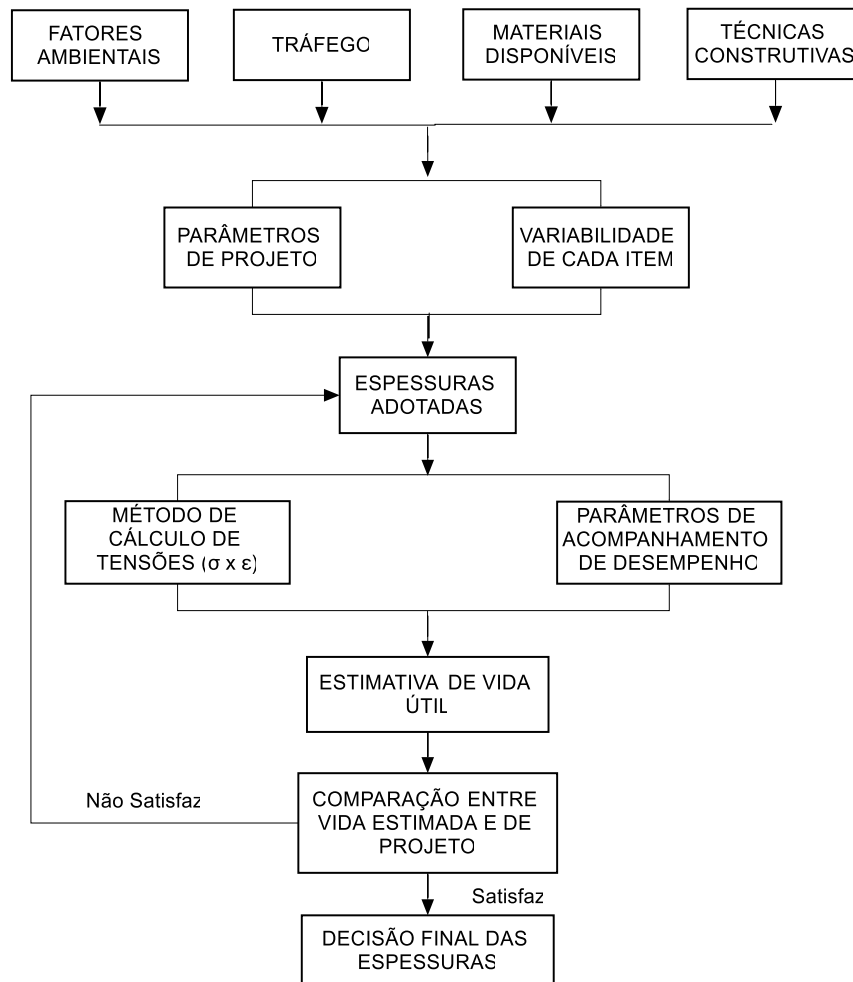 FATORES
AMBIENTAIS
TRÁFEGO
MATERIAIS
DISPONÍVEIS
TÉCNICAS
CONSTRUTIVAS
PARÂMETROS
DE PROJETO
VARIABILIDADE
DE CADA ITEM
ESPESSURAS
ADOTADAS
MÉTODO DE
CÁLCULO DE
TENSÕES (σ x ε)
PARÂMETROS DE
ACOMPANHAMENTO
DE DESEMPENHO
ESTIMATIVA DE VIDA
ÚTIL
Não Satisfaz
COMPARAÇÃO ENTRE
VIDA ESTIMADA E DE
PROJETO
Satisfaz
DECISÃO FINAL DAS
ESPESSURAS